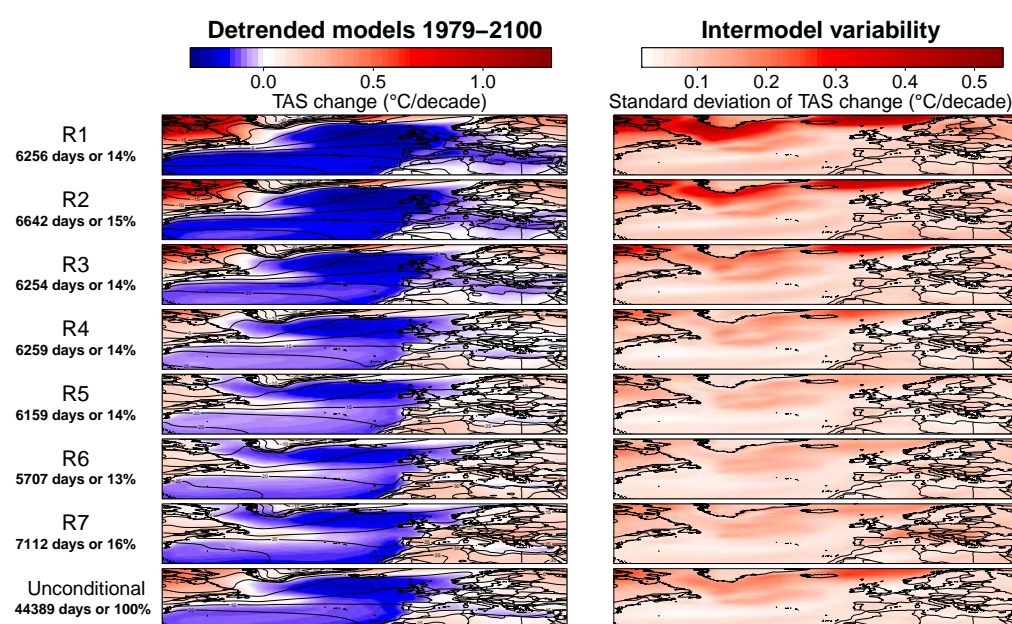 Detrended models 1979−2100
Intermodel variability
0.0 0.5 1.0
0.1 0.2 0.3 0.4 0.5
TAS change (°C/decade)
Standard deviation of TAS change (°C/decade)
R1
6256 days or 14%
R2
6642 days or 15%
R3
6254 days or 14%
R4
6259 days or 14%
R5
6159 days or 14%
R6
5707 days or 13%
R7
7112 days or 16%
Unconditional
44389 days or 100%